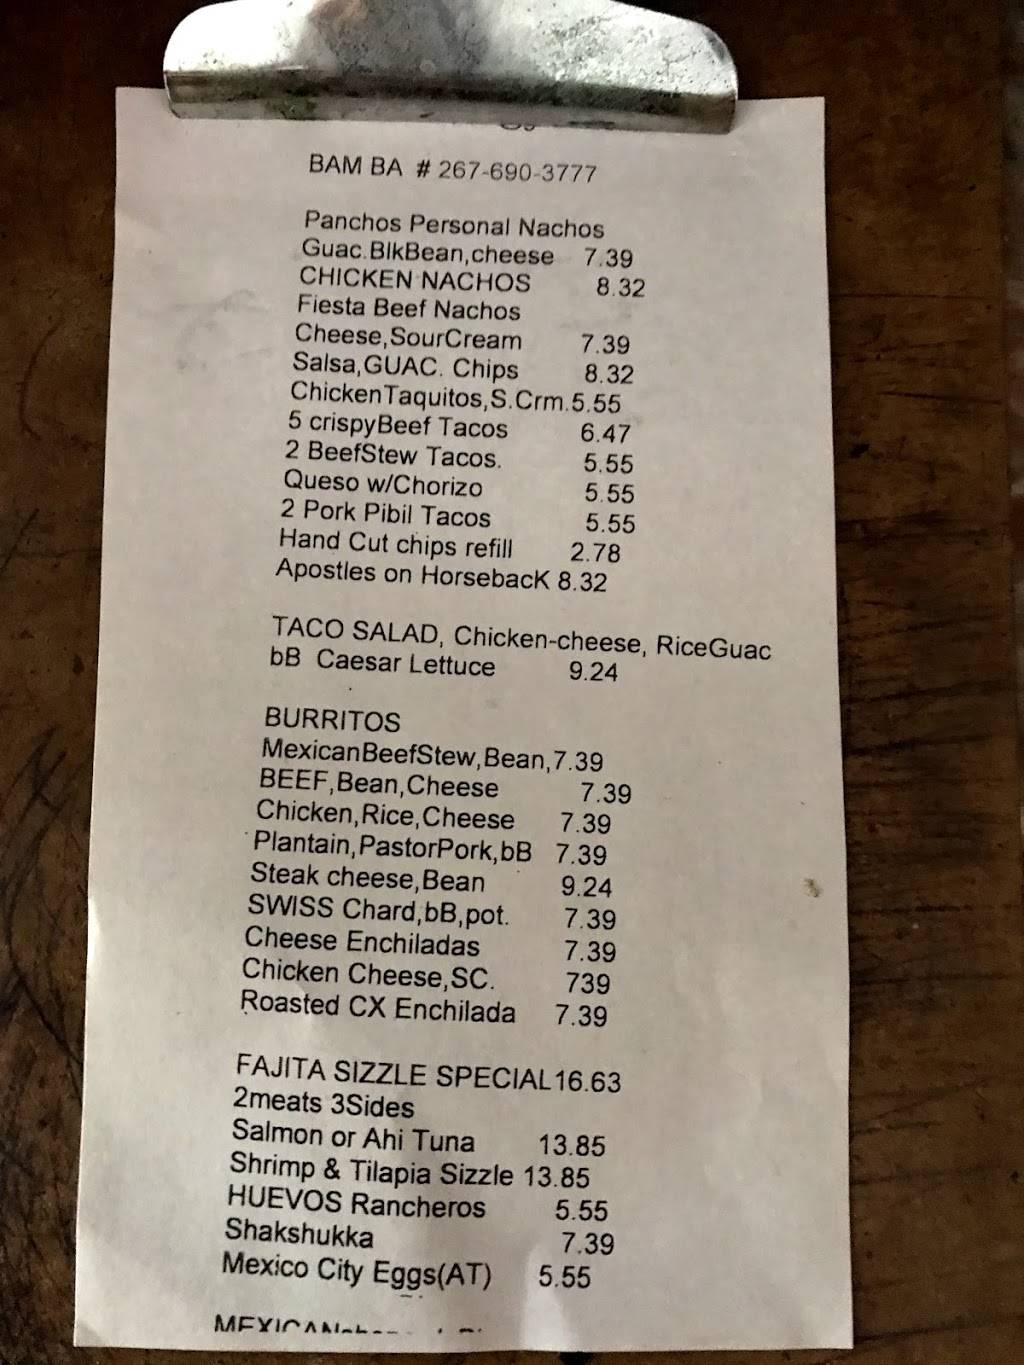 BAM BA # 267-690-3777
Panchos Personal Nachos
Guac.BlkBean,cheese 7.39
CHICKEN NACHOS 8.32
Fiesta Beef Nachos
Cheese,SourCream 7.39
Salsa,GUAC. Chips 8.32
ChickenTaquitos,S.Crm.5.55
5 crispyBeef Tacos 6.47
2 BeefStew Tacos. 5.55
Queso w/Chorizo 5.55
2 Pork Pibil Tacos 5.55
Hand Cut chips refill 2.78
Apostles on HorsebacK 8.32
TACO SALAD, Chicken-cheese, RiceGuac
bB Caesar Lettuce 9.24
BURRITOS
MexicanBeefStew,Bean,7.39
BEEF,Bean,Cheese 7.39
Chicken,Rice,Cheese 7.39
Plantain,PastorPork,bB 7.39
Steak cheese,Bean 9.24
SWISS Chard,bB,pot. 7.39
Cheese Enchiladas 7.39
Chicken Cheese,SC. 739
Roasted CX Enchilada 7.39
FAJITA SIZZLE SPECIAL16.63
2meats 3Sides
Salmon or Ahi Tuna 13.85
Shrimp & Tilapia Sizzle 13.85
HUEVOS Rancheros 5.55
Shakshukka 7.39
Mexico City Eggs(AT) 5.55